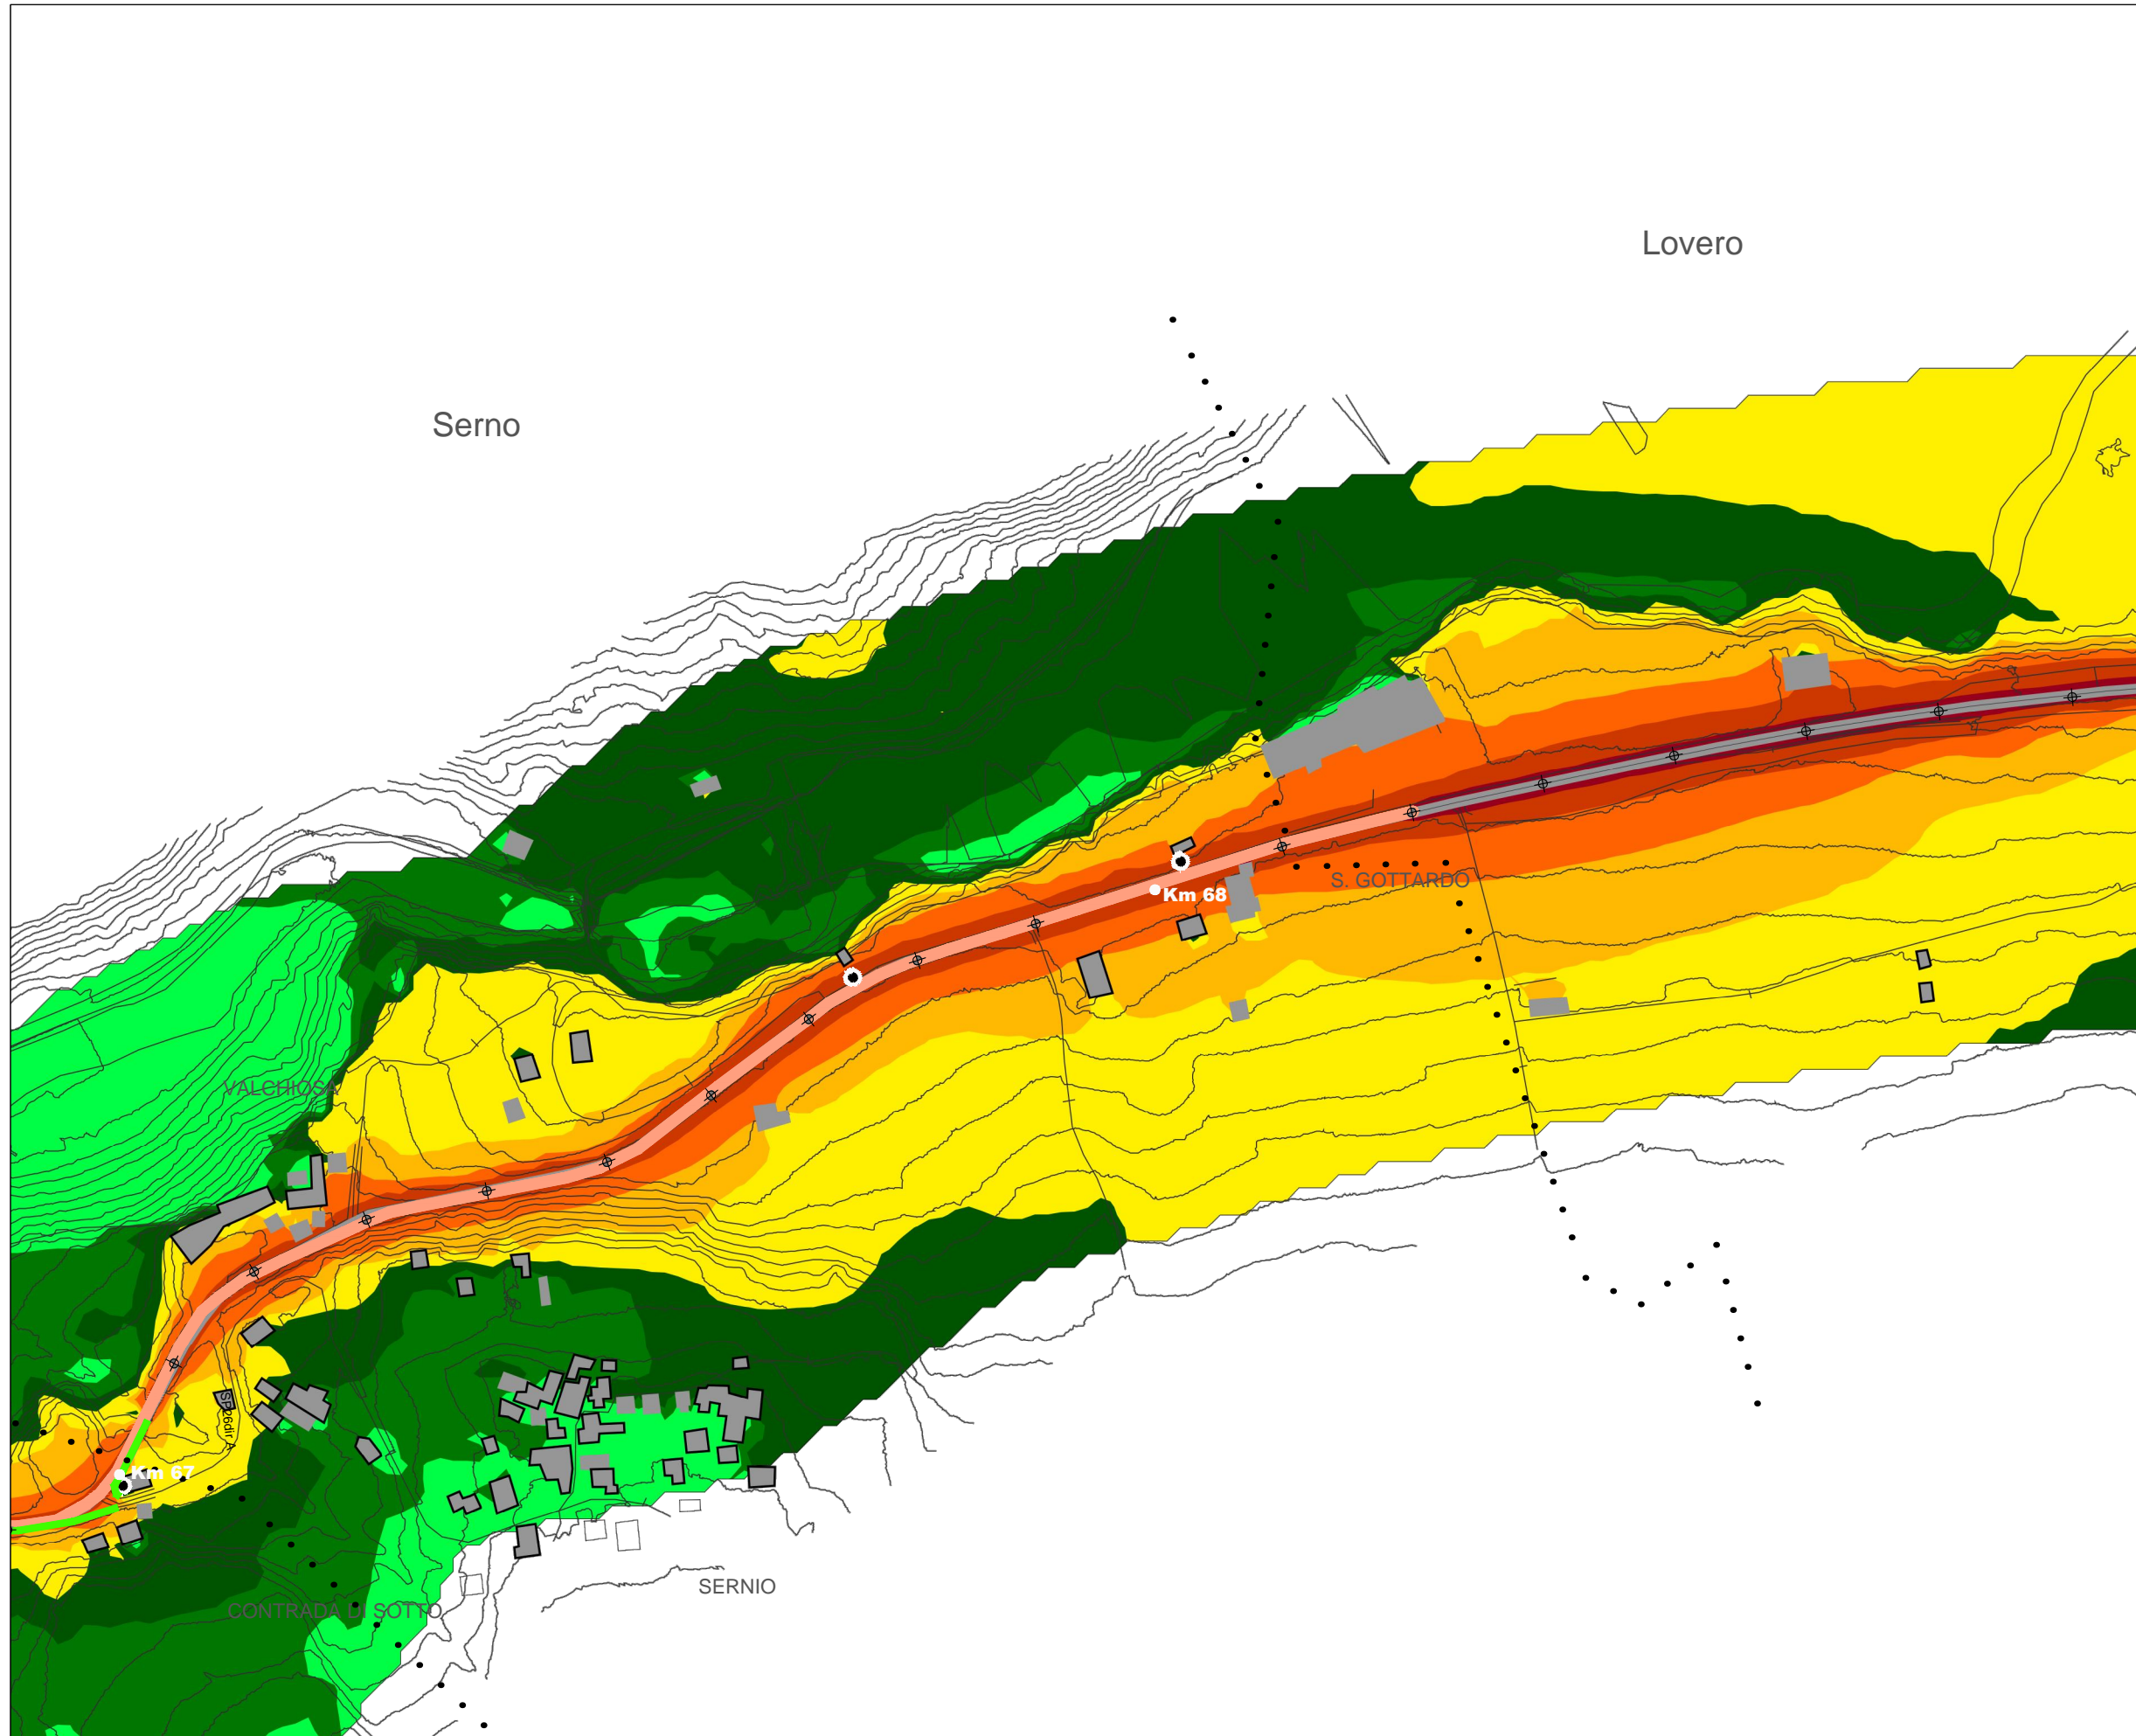 Lovero
Serno
Km 68
S. GOTTARDO
VALCHIOSA
SP26dir A
Km 67
SERNIO
CONTRADA DI SOTTO